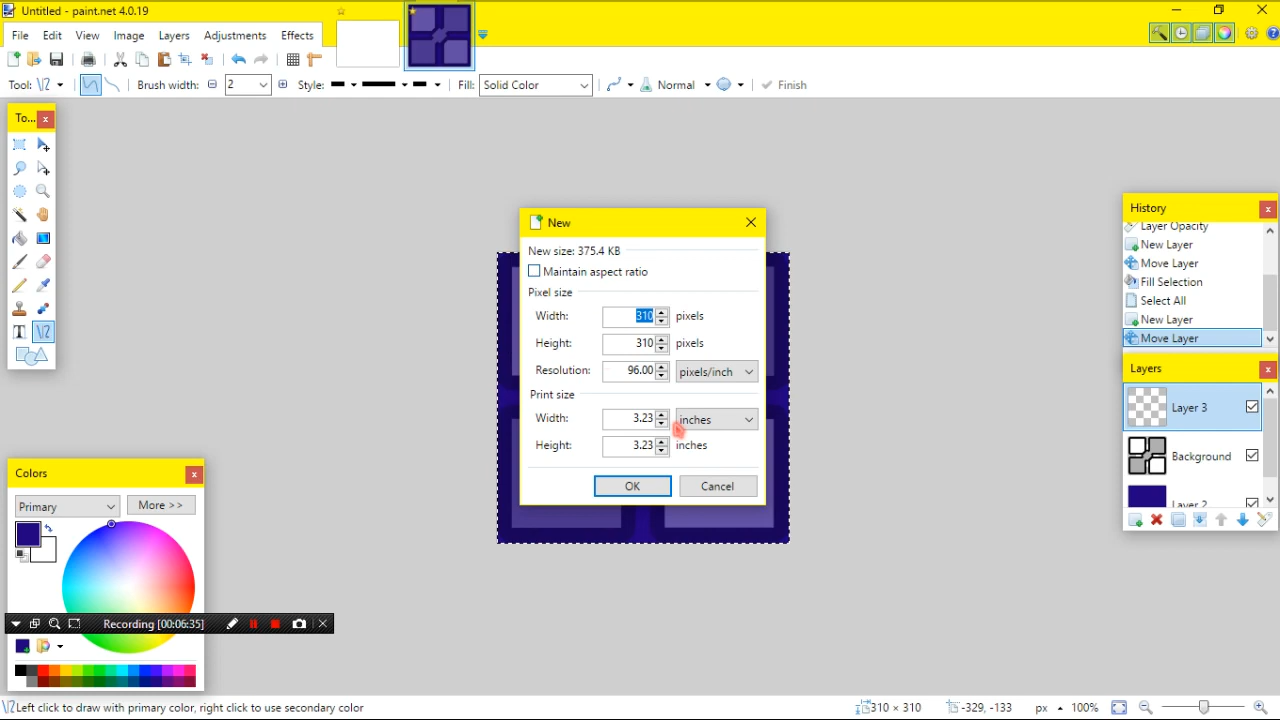 Untitled - paint.net 4.0.19
File Edit View Image Layers Adjustments Effects
Tool: Brush width: 2 Style: Fill: Solid Color Normal Finish
To...
New
New size: 375.4 KB
Maintain aspect ratio
Pixel size
Width: 310 pixels
Height: 310 pixels
Resolution: 96.00 pixels/inch
Print size
Width: 3.23 inches
Height: 3.23 inches
OK Cancel
History
Layer Opacity
New Layer
Move Layer
Fill Selection
Select All
New Layer
Move Layer
Layers
Layer 3
Background
Layer 2
Colors
Primary More >>
Recording [00:06:35]
Left click to draw with primary color, right click to use secondary color 310 × 310 -329, -133 px 100%